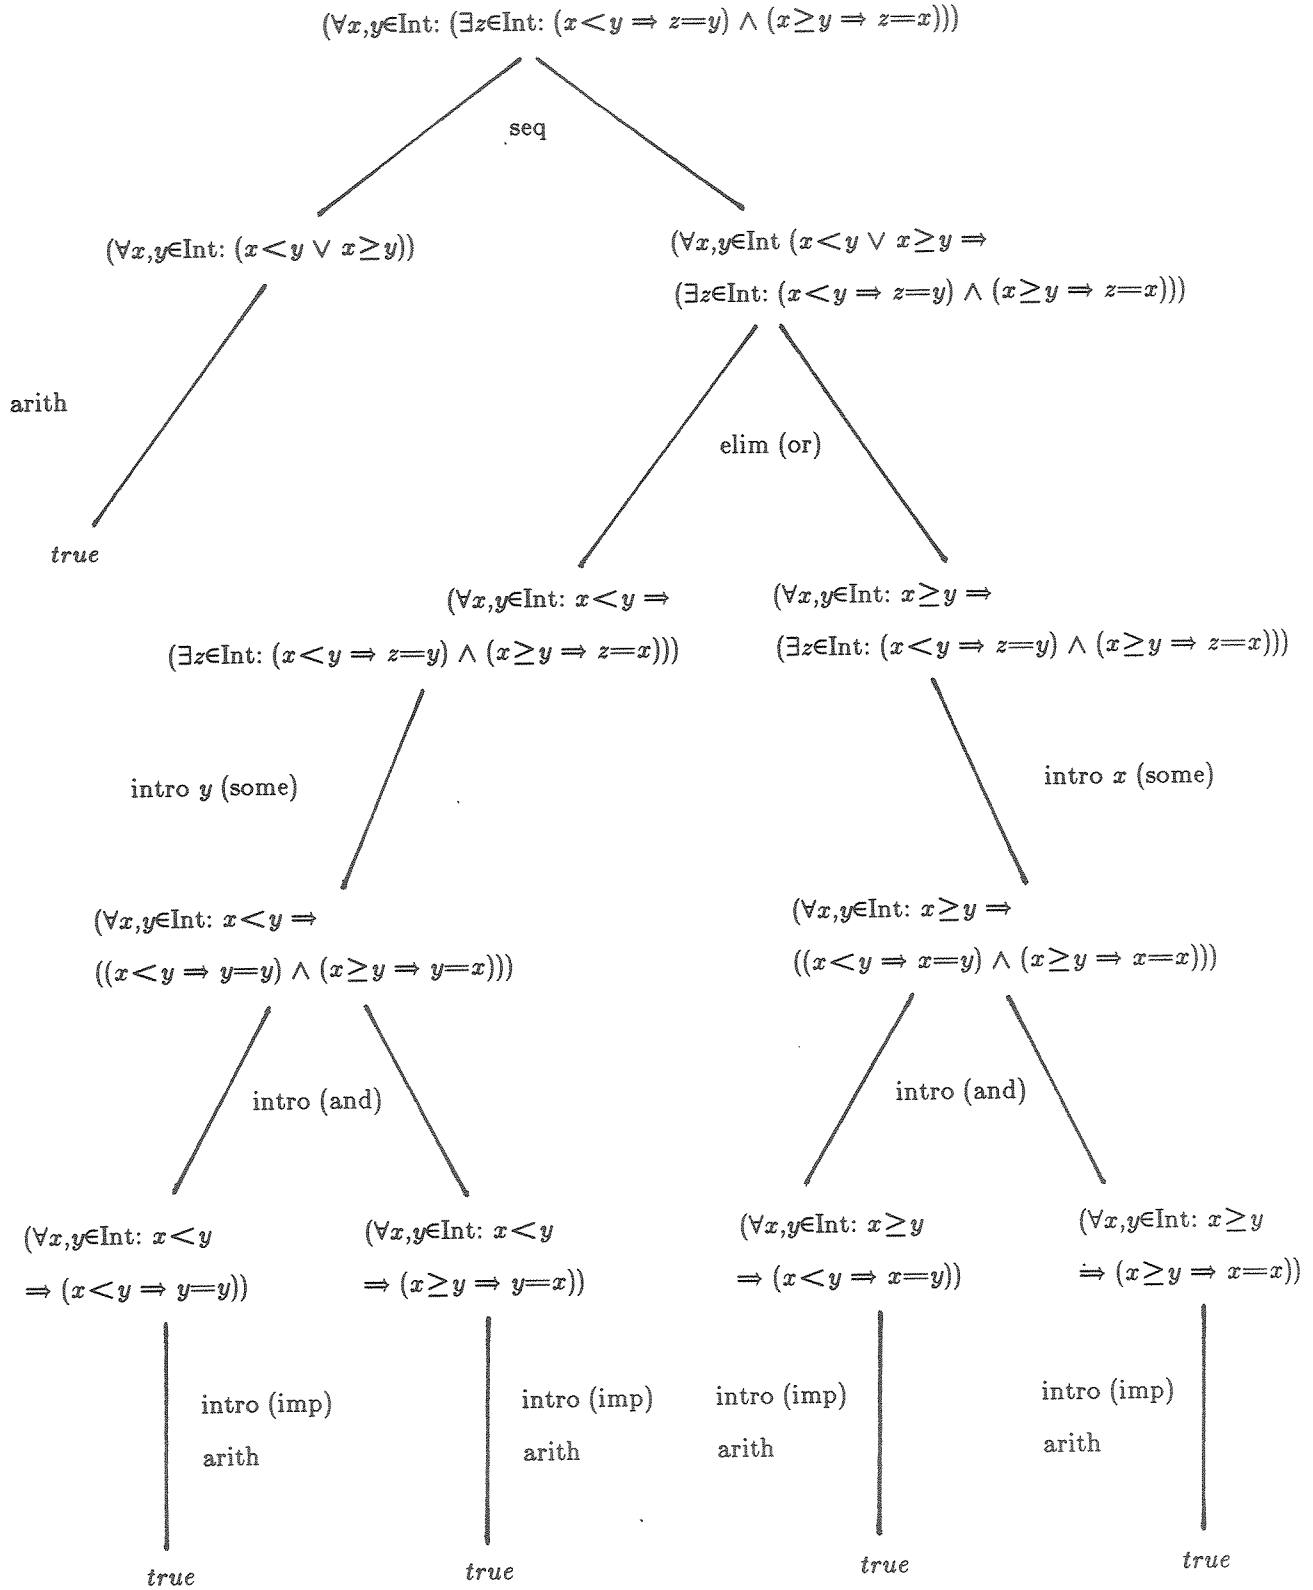 (∀x,y∈Int: (∃z∈Int: (x<y ⇒ z=y) ∧ (x≥y ⇒ z=x)))
seq
(∀x,y∈Int: (x<y ∨ x≥y))
(∀x,y∈Int (x<y ∨ x≥y ⇒
(∃z∈Int: (x<y ⇒ z=y) ∧ (x≥y ⇒ z=x)))
arith
elim (or)
true
(∀x,y∈Int: x<y ⇒
(∃z∈Int: (x<y ⇒ z=y) ∧ (x≥y ⇒ z=x)))
(∀x,y∈Int: x≥y ⇒
(∃z∈Int: (x<y ⇒ z=y) ∧ (x≥y ⇒ z=x)))
intro y (some)
intro x (some)
(∀x,y∈Int: x<y ⇒
((x<y ⇒ y=y) ∧ (x≥y ⇒ y=x)))
(∀x,y∈Int: x≥y ⇒
((x<y ⇒ x=y) ∧ (x≥y ⇒ x=x)))
intro (and)
intro (and)
(∀x,y∈Int: x<y
⇒ (x<y ⇒ y=y))
(∀x,y∈Int: x<y
⇒ (x≥y ⇒ y=x))
(∀x,y∈Int: x≥y
⇒ (x<y ⇒ x=y))
(∀x,y∈Int: x≥y
⇒ (x≥y ⇒ x=x))
intro (imp)
arith
intro (imp)
arith
intro (imp)
arith
intro (imp)
arith
true
true
true
true